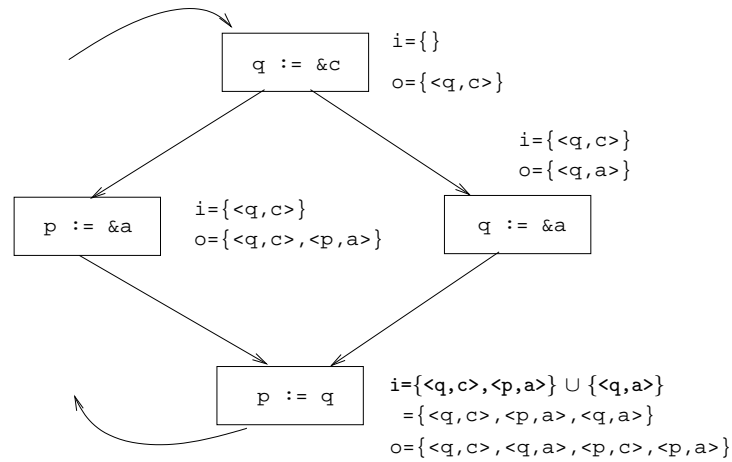 q := &c
i={}
o={<q,c>}
i={<q,c>}
o={<q,a>}
p := &a
i={<q,c>}
o={<q,c>,<p,a>}
q := &a
p := q
i={<q,c>,<p,a>} ∪ {<q,a>}
={<q,c>,<p,a>,<q,a>}
o={<q,c>,<q,a>,<p,c>,<p,a>}